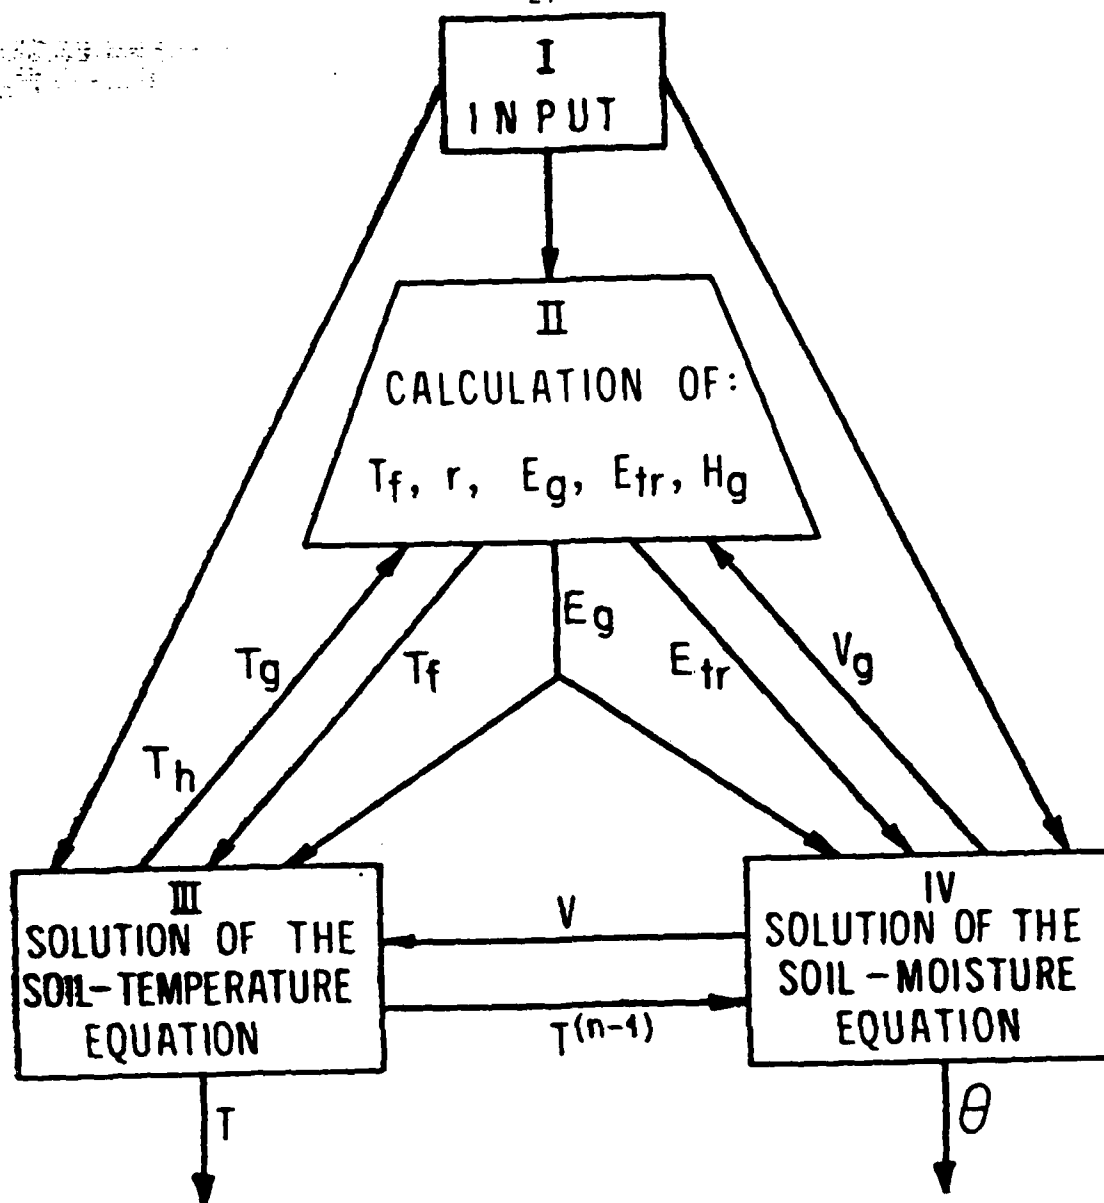 I
INPUT
II
CALCULATION OF:
Tf, r, Eg, Etr, Hg
Eg
Tg
Tf
Etr
Vg
Th
III
SOLUTION OF THE
SOIL-TEMPERATURE
EQUATION
V
T(n-1)
IV
SOLUTION OF THE
SOIL-MOISTURE
EQUATION
T
θ